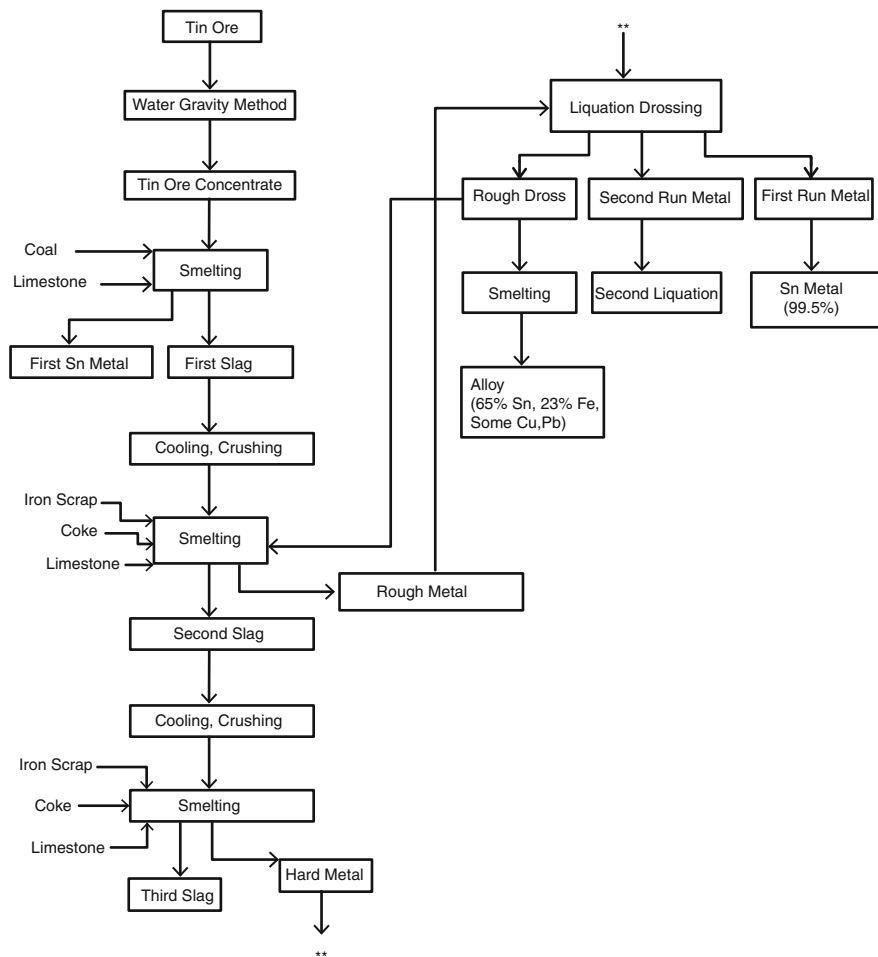 Tin Ore
Water Gravity Method
Tin Ore Concentrate
Coal
Limestone
Smelting
First Sn Metal
First Slag
Cooling, Crushing
Iron Scrap
Coke
Limestone
Smelting
Rough Metal
Second Slag
Cooling, Crushing
Iron Scrap
Coke
Limestone
Smelting
Third Slag
Hard Metal
**
**
Liquation Drossing
Rough Dross
Second Run Metal
First Run Metal
Smelting
Second Liquation
Sn Metal
(99.5%)
Alloy
(65% Sn, 23% Fe,
Some Cu,Pb)